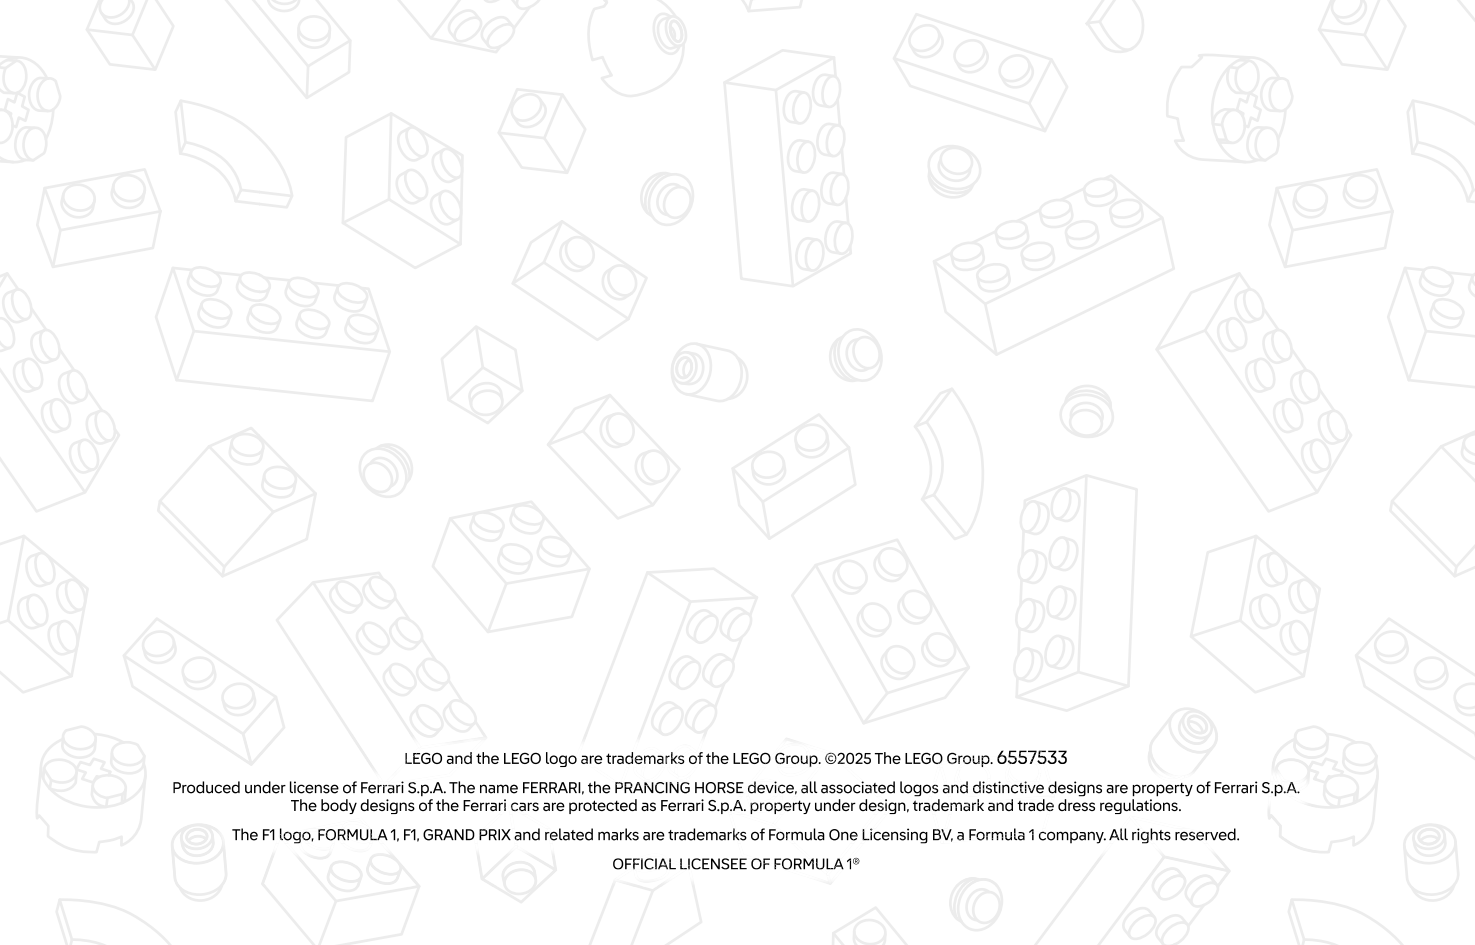 LEGO and the LEGO logo are trademarks of the LEGO Group. ©2025 The LEGO Group. 6557533
Produced under license of Ferrari S.p.A. The name FERRARI, the PRANCING HORSE device, all associated logos and distinctive designs are property of Ferrari S.p.A.
The body designs of the Ferrari cars are protected as Ferrari S.p.A. property under design, trademark and trade dress regulations.
The F1 logo, FORMULA 1, F1, GRAND PRIX and related marks are trademarks of Formula One Licensing BV, a Formula 1 company. All rights reserved.
OFFICIAL LICENSEE OF FORMULA 1®